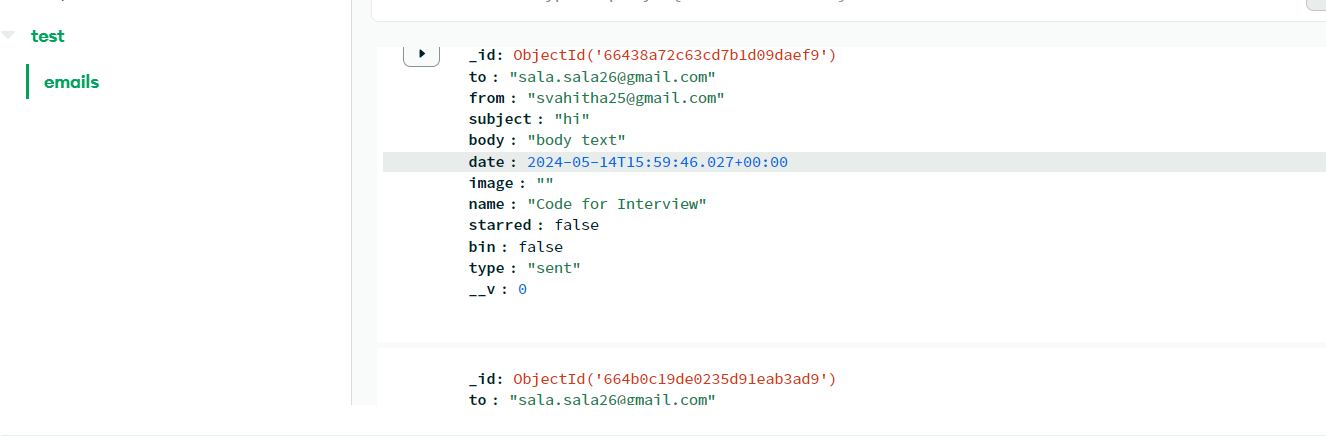 test
emails
_id: ObjectId('66438a72c63cd7b1d09daef9')
to : "sala.sala26@gmail.com"
from : "svahitha25@gmail.com"
subject : "hi"
body : "body text"
date : 2024-05-14T15:59:46.027+00:00
image : ""
name : "Code for Interview"
starred : false
bin : false
type : "sent"
__v : 0
_id: ObjectId('664b0c19de0235d91eab3ad9')
to : "sala.sala26@gmail.com"